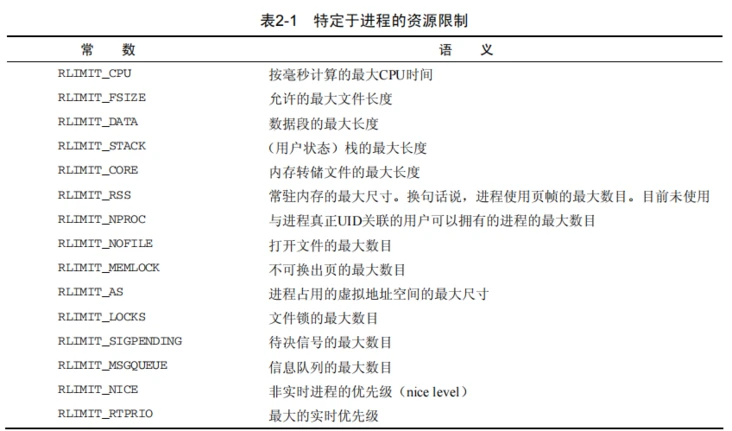 表2-1 特定于进程的资源限制
常 数 语 义
RLIMIT_CPU 按毫秒计算的最大CPU时间
RLIMIT_FSIZE 允许的最大文件长度
RLIMIT_DATA 数据段的最大长度
RLIMIT_STACK （用户状态）栈的最大长度
RLIMIT_CORE 内存转储文件的最大长度
RLIMIT_RSS 常驻内存的最大尺寸。换句话说，进程使用页帧的最大数目。目前未使用
RLIMIT_NPROC 与进程真正UID关联的用户可以拥有的进程的最大数目
RLIMIT_NOFILE 打开文件的最大数目
RLIMIT_MEMLOCK 不可换出页的最大数目
RLIMIT_AS 进程占用的虚拟地址空间的最大尺寸
RLIMIT_LOCKS 文件锁的最大数目
RLIMIT_SIGPENDING 待决信号的最大数目
RLIMIT_MSGQUEUE 信息队列的最大数目
RLIMIT_NICE 非实时进程的优先级（nice level）
RLIMIT_RTPRIO 最大的实时优先级